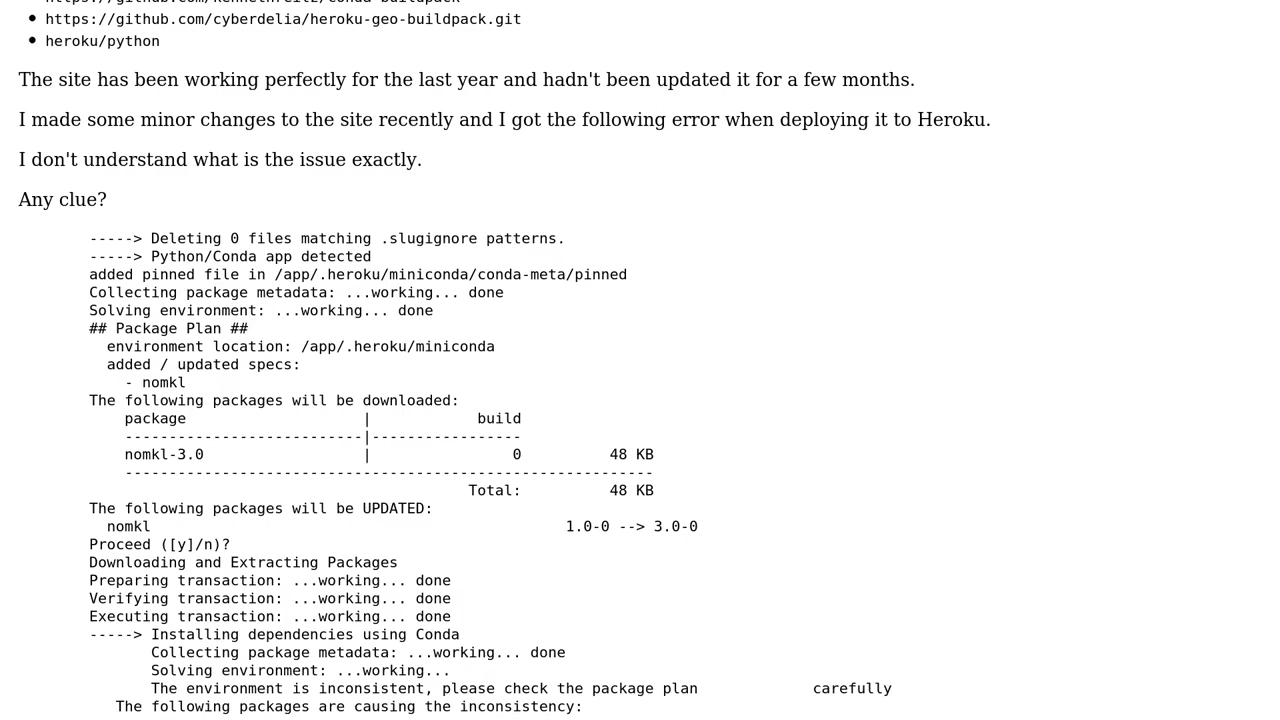 https://github.com/kennethreitz/conda-buildpack
https://github.com/cyberdelia/heroku-geo-buildpack.git
heroku/python
The site has been working perfectly for the last year and hadn't been updated it for a few months.
I made some minor changes to the site recently and I got the following error when deploying it to Heroku.
I don't understand what is the issue exactly.
Any clue?
-----> Deleting 0 files matching .slugignore patterns.
-----> Python/Conda app detected
added pinned file in /app/.heroku/miniconda/conda-meta/pinned
Collecting package metadata: ...working... done
Solving environment: ...working... done
## Package Plan ##
  environment location: /app/.heroku/miniconda
  added / updated specs:
    - nomkl
The following packages will be downloaded:
    package                    |            build
    ---------------------------|-----------------
    nomkl-3.0                  |                0          48 KB
    ------------------------------------------------------------
                                           Total:          48 KB
The following packages will be UPDATED:
  nomkl                                               1.0-0 --> 3.0-0
Proceed ([y]/n)?
Downloading and Extracting Packages
Preparing transaction: ...working... done
Verifying transaction: ...working... done
Executing transaction: ...working... done
-----> Installing dependencies using Conda
       Collecting package metadata: ...working... done
       Solving environment: ...working...
       The environment is inconsistent, please check the package plan             carefully
   The following packages are causing the inconsistency: